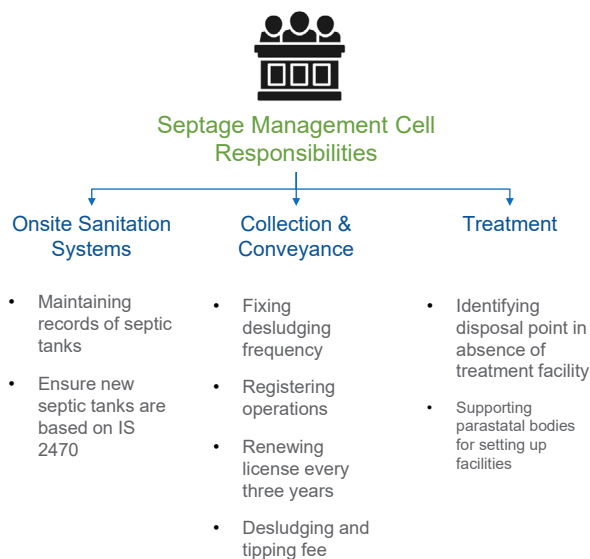 Septage Management Cell
Responsibilities
Onsite Sanitation
Systems
• Maintaining
records of septic
tanks
• Ensure new
septic tanks are
based on IS
2470
Collection &
Conveyance
• Fixing
desludging
frequency
• Registering
operations
• Renewing
license every
three years
• Desludging and
tipping fee
Treatment
• Identifying
disposal point in
absence of
treatment facility
• Supporting
parastatal bodies
for setting up
facilities